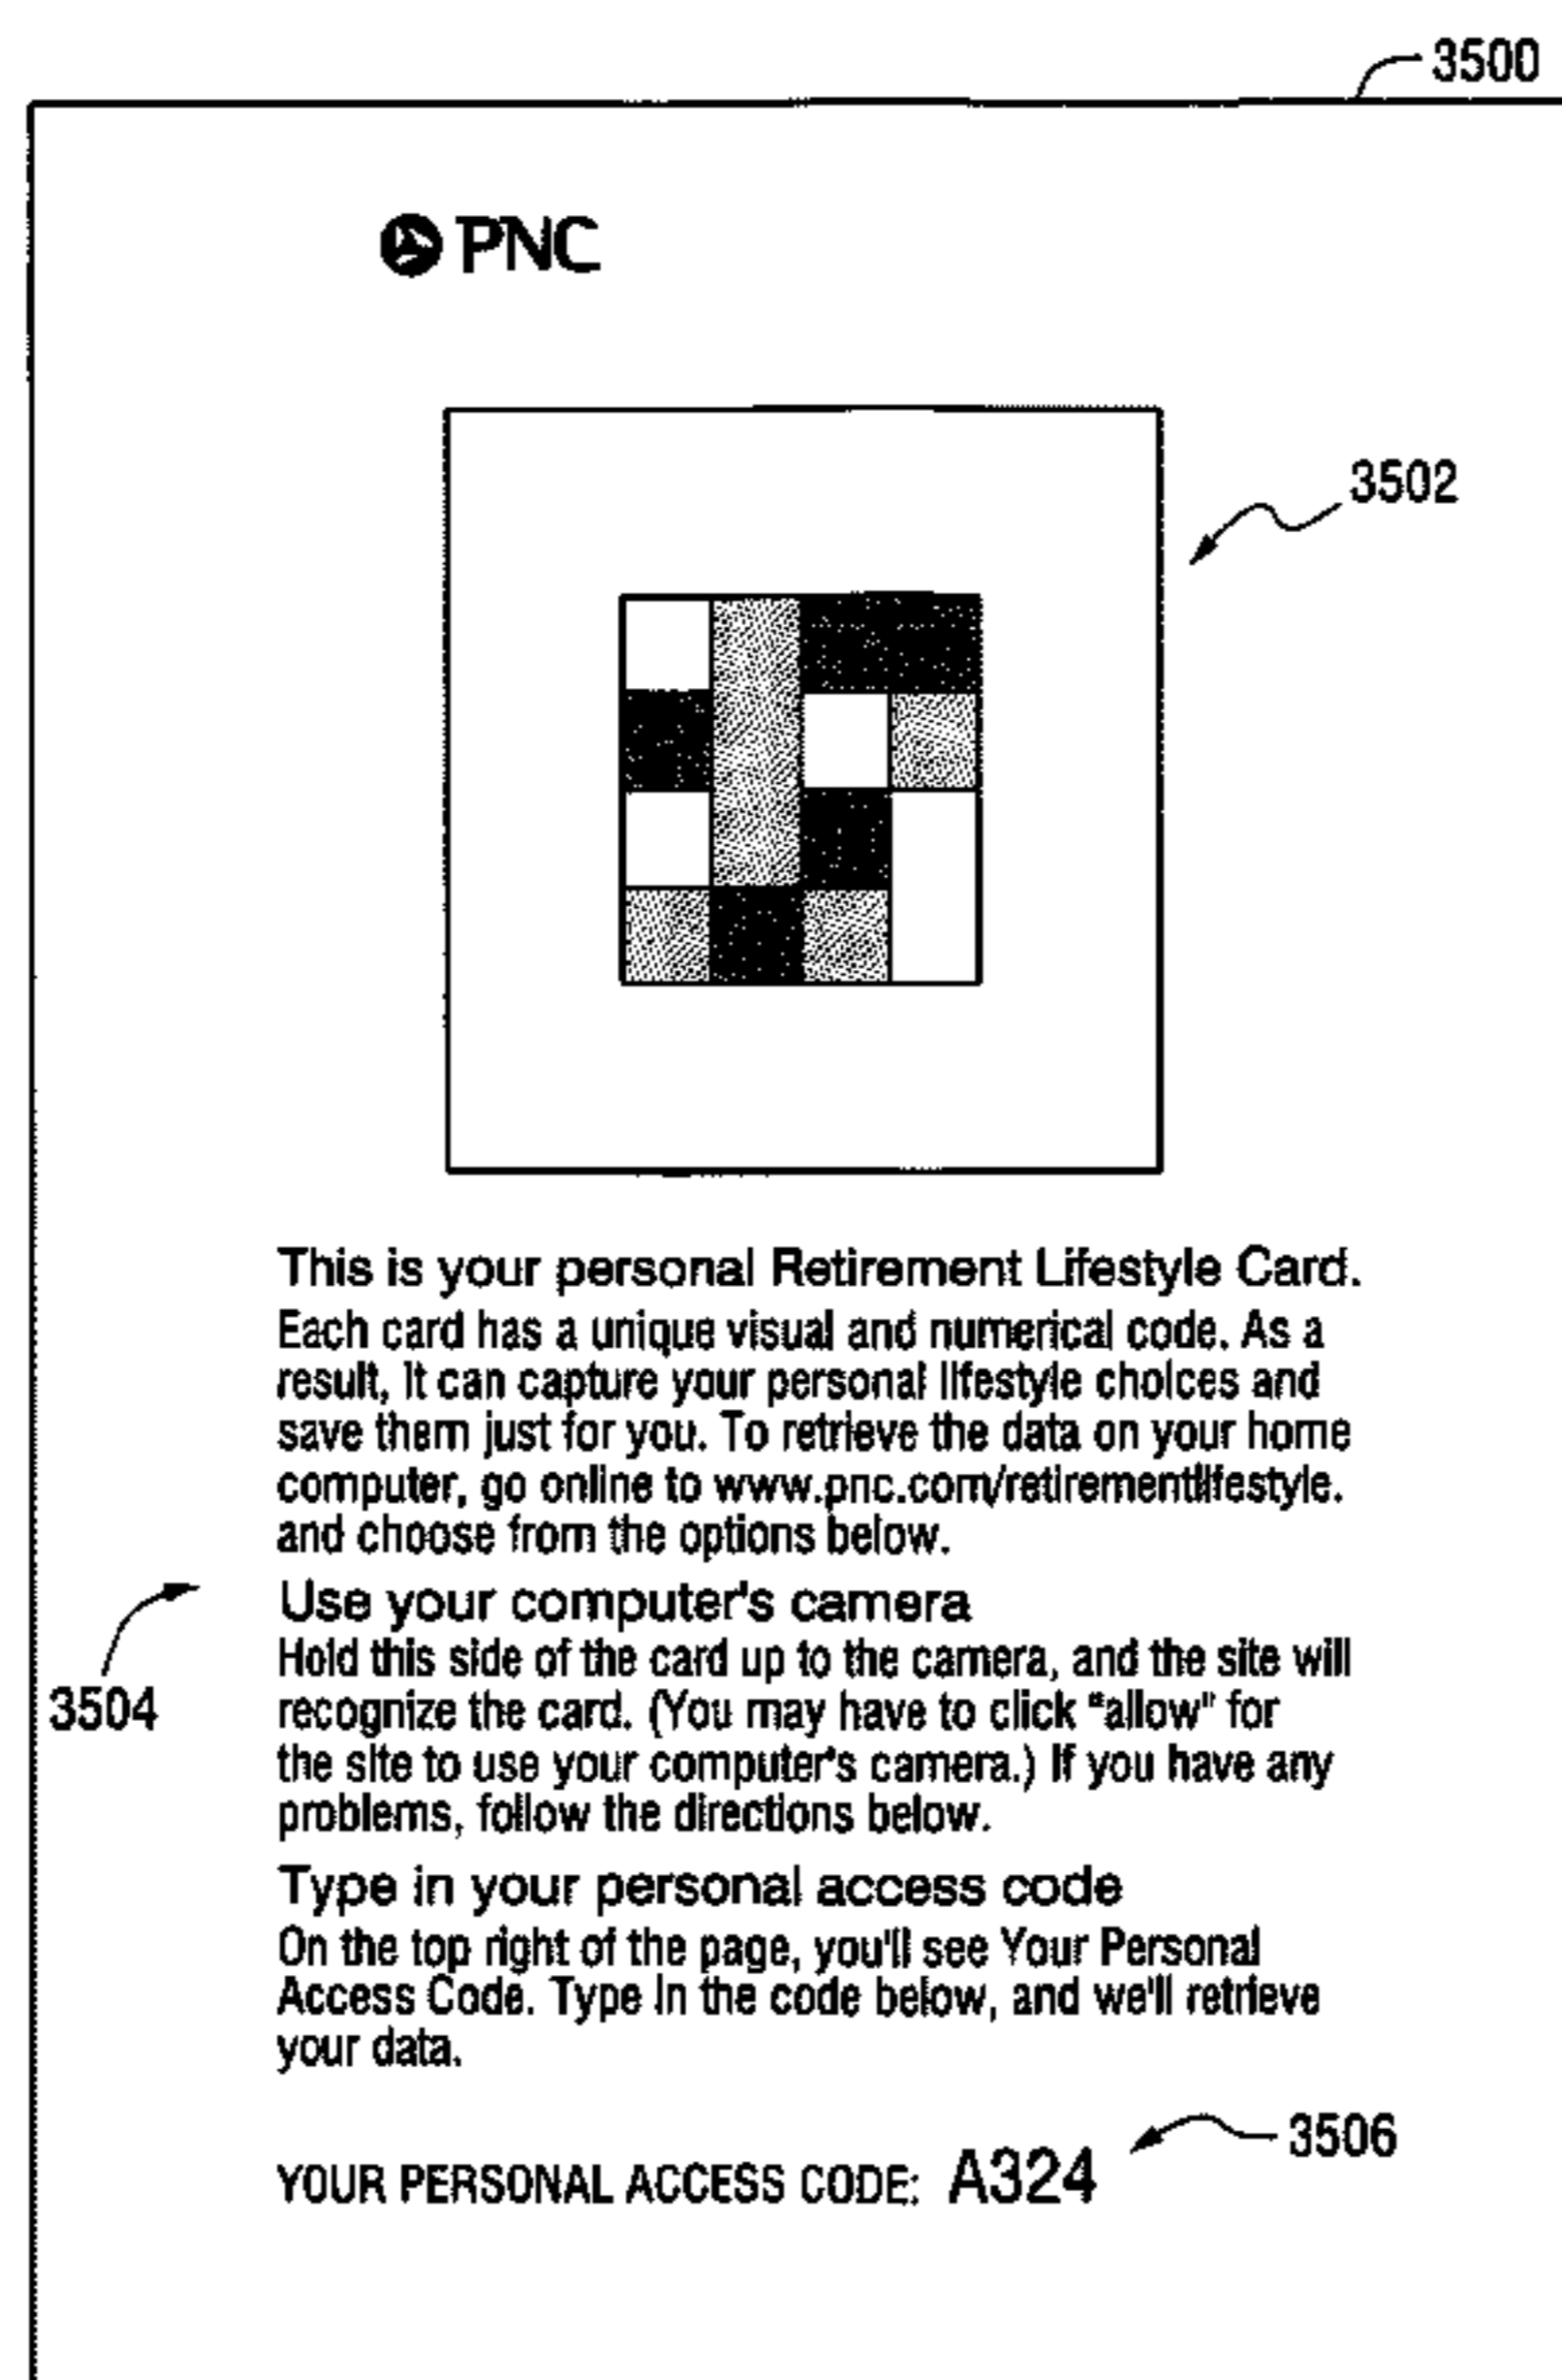 3500
PNC
3502
This is your personal Retirement Lifestyle Card.
Each card has a unique visual and numerical code. As a
result, it can capture your personal lifestyle choices and
save them just for you. To retrieve the data on your home
computer, go online to www.pnc.com/retirementlifestyle.
and choose from the options below.
Use your computer's camera
Hold this side of the card up to the camera, and the site will
recognize the card. (You may have to click "allow" for
the site to use your computer's camera.) If you have any
problems, follow the directions below.
3504
Type in your personal access code
On the top right of the page, you'll see Your Personal
Access Code. Type in the code below, and we'll retrieve
your data.
3506
YOUR PERSONAL ACCESS CODE: A324